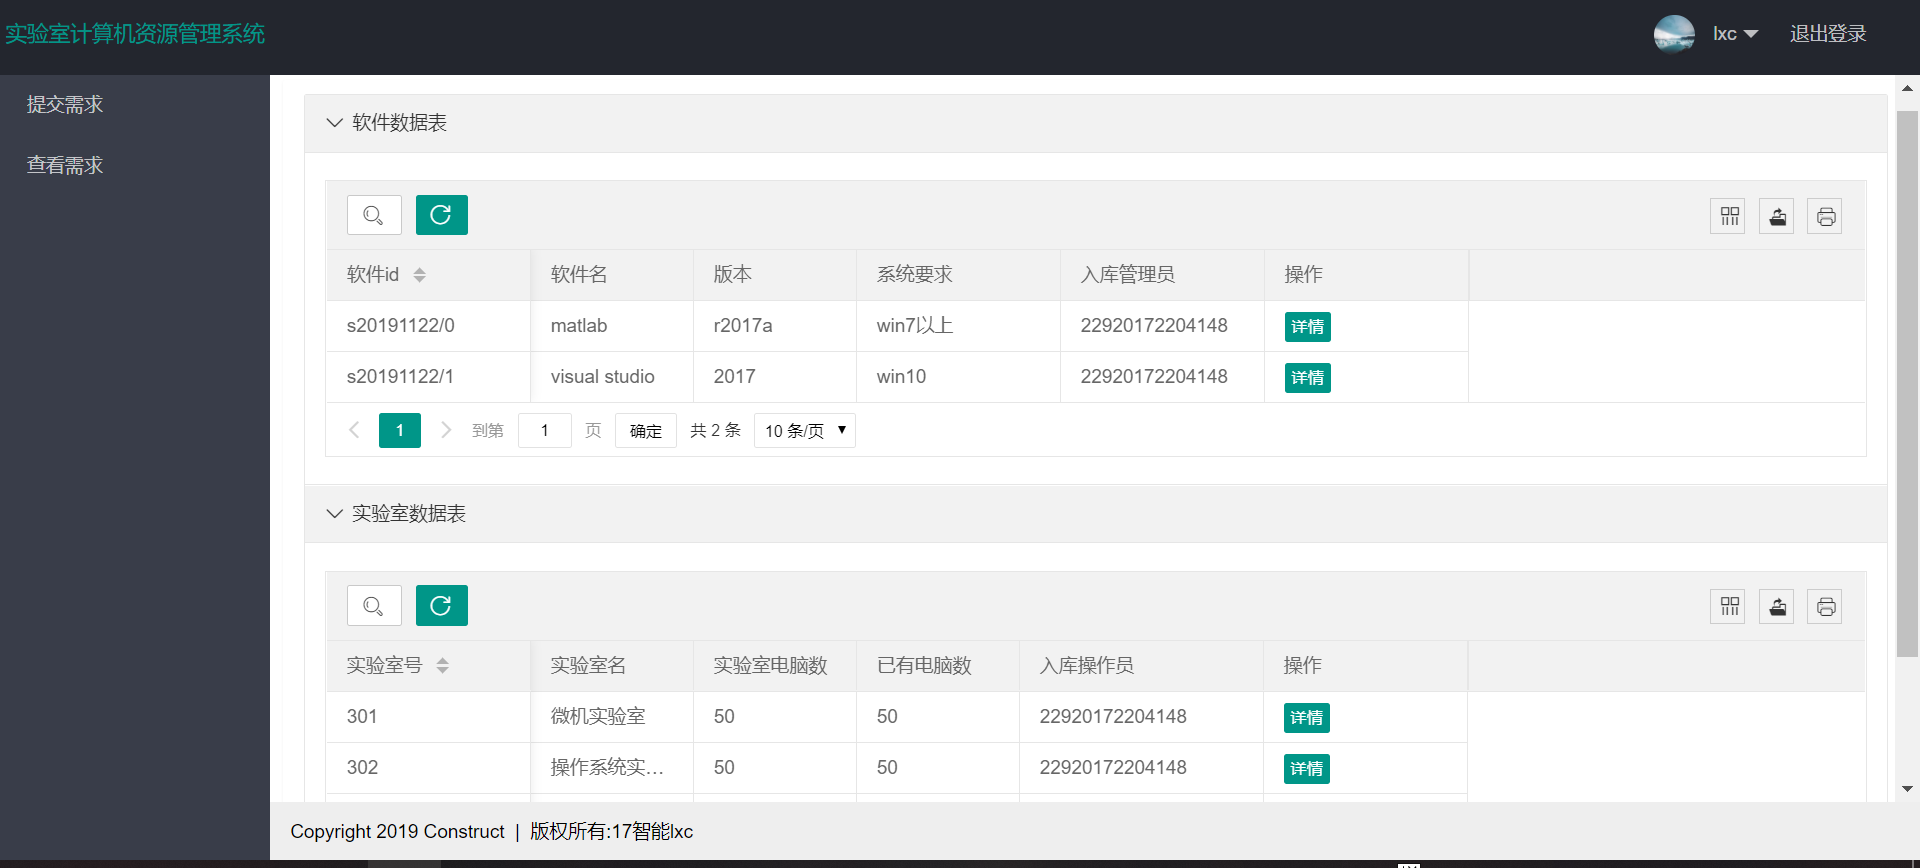 实验室计算机资源管理系统
lxc 退出登录
提交需求
查看需求
软件数据表
软件id 软件名 版本 系统要求 入库管理员 操作
s20191122/0 matlab r2017a win7以上 22920172204148 详情
s20191122/1 visual studio 2017 win10 22920172204148 详情
1 到第 1 页 确定 共 2 条 10 条/页
实验室数据表
实验室号 实验室名 实验室电脑数 已有电脑数 入库操作员 操作
301 微机实验室 50 50 22920172204148 详情
302 操作系统实... 50 50 22920172204148 详情
Copyright 2019 Construct | 版权所有:17智能lxc